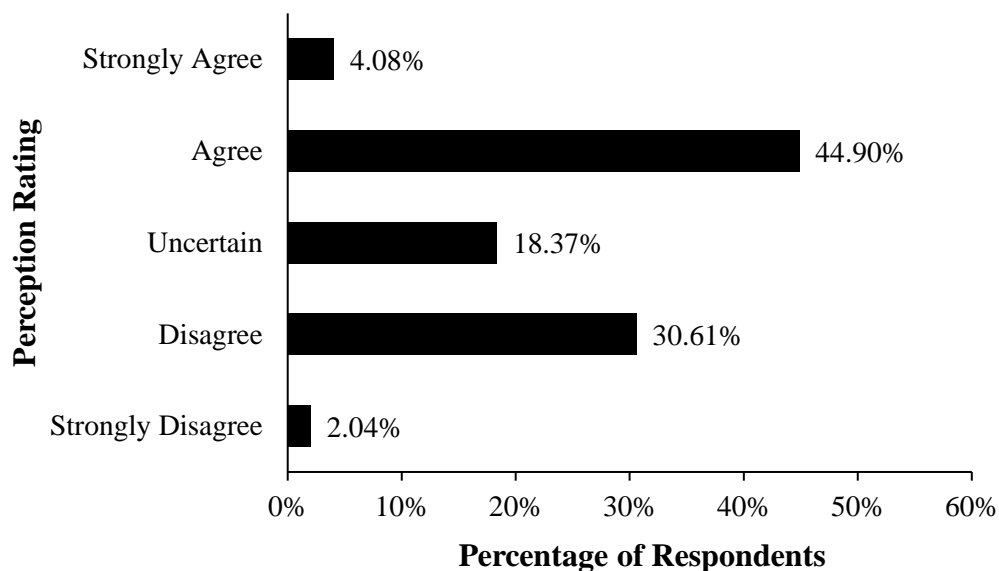 Perception Rating
Strongly Agree
4.08%
Agree
44.90%
Uncertain
18.37%
Disagree
30.61%
Strongly Disagree
2.04%
0% 10% 20% 30% 40% 50% 60%
Percentage of Respondents